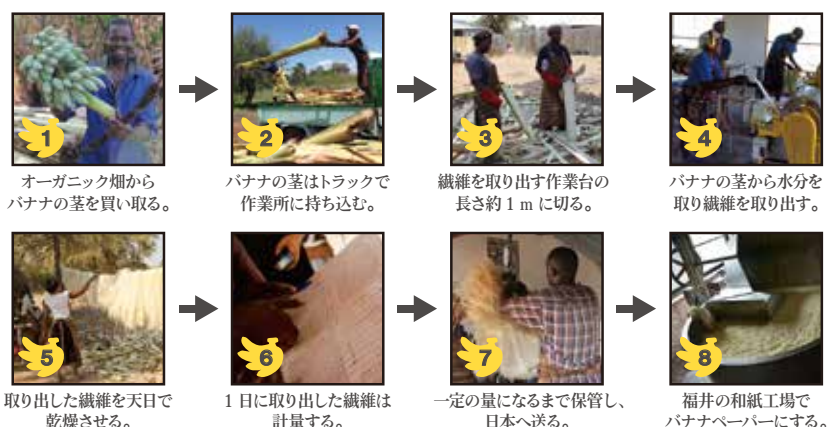 1
オーガニック畑から
バナナの茎を買い取る。
2
バナナの茎はトラックで
作業所に持ち込む。
3
繊維を取り出す作業台の
長さ約 1 m に切る。
4
バナナの茎から水分を
取り繊維を取り出す。
5
取り出した繊維を天日で
乾燥させる。
6
1 日に取り出した繊維は
計量する。
7
一定の量になるまで保管し、
日本へ送る。
8
福井の和紙工場で
バナナペーパーにする。